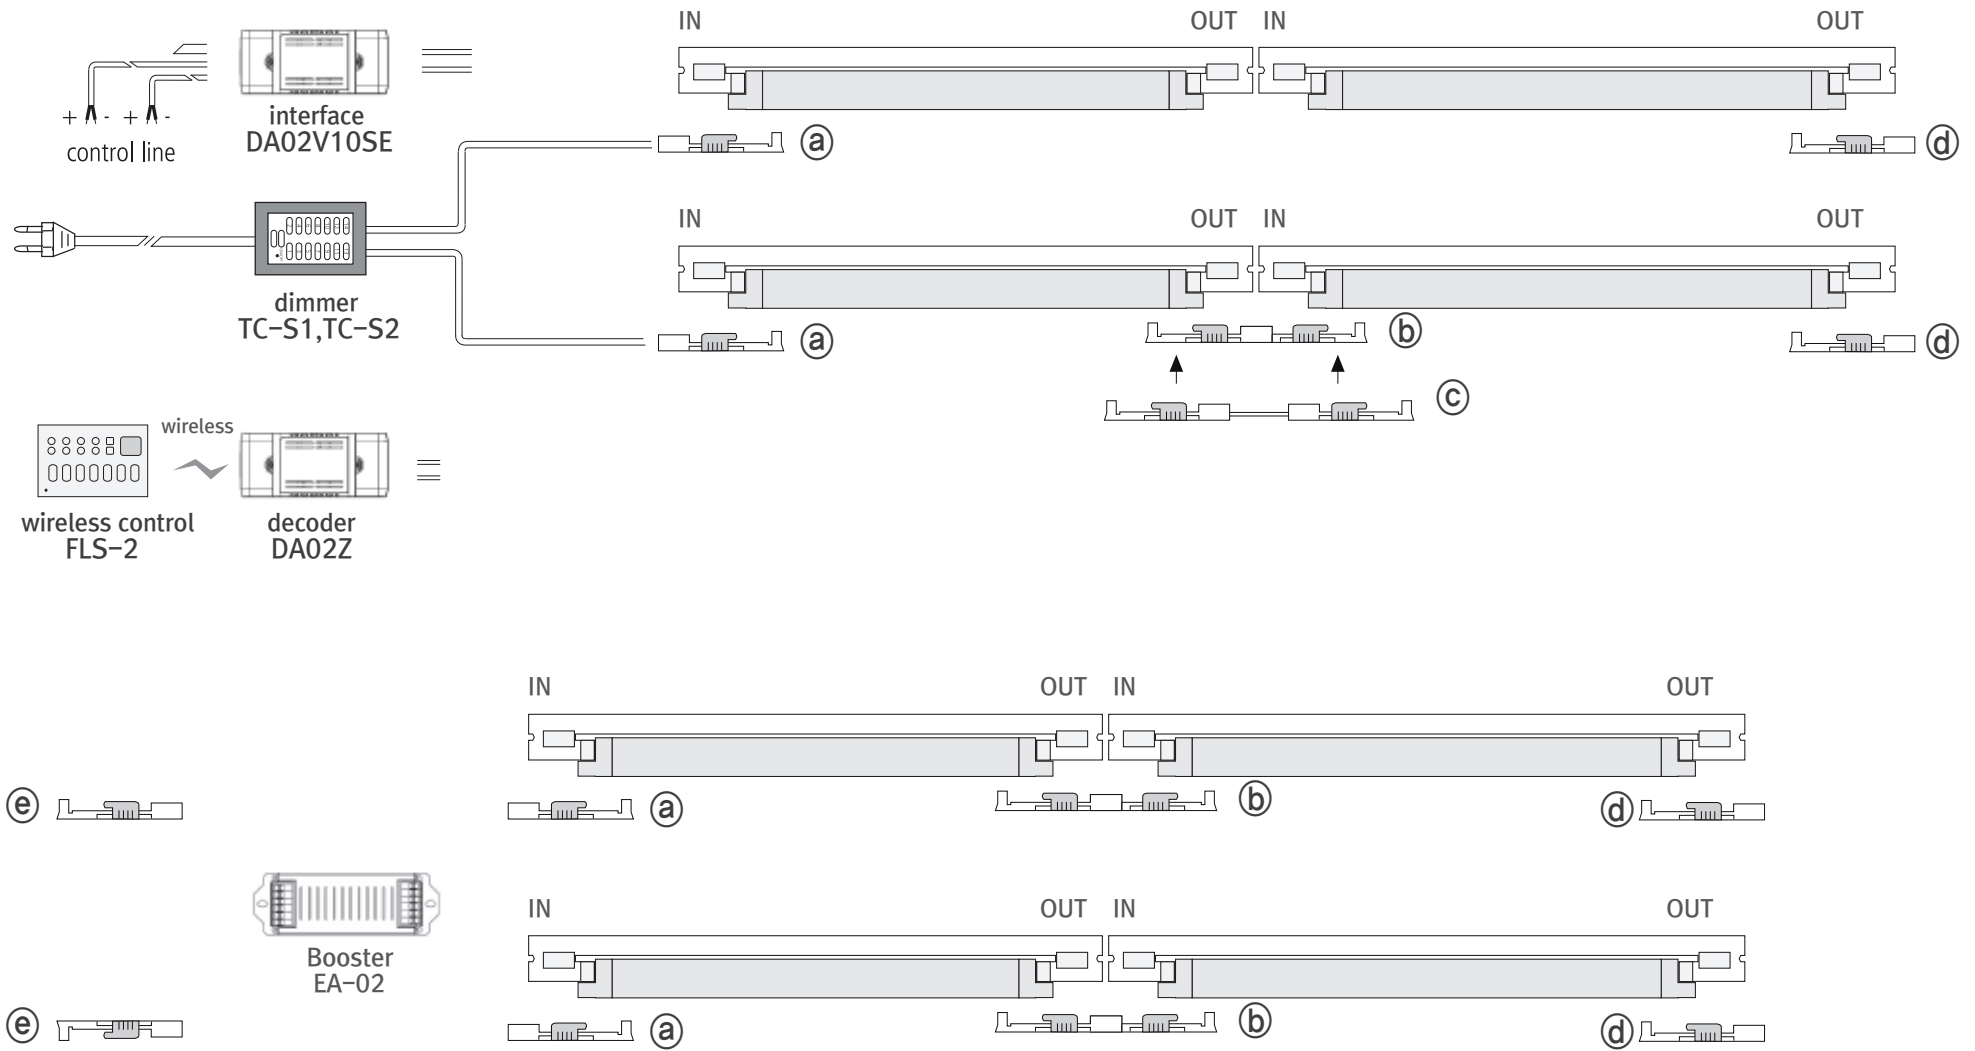 IN OUT IN OUT
+ - + -
control line
interface
DA02V10SE
ⓐ ⓓ
IN OUT IN OUT
dimmer
TC-S1,TC-S2
ⓐ ⓑ ⓓ
ⓒ
wireless
wireless control
FLS-2
decoder
DA02Z
IN OUT IN OUT
ⓔ ⓐ ⓑ ⓓ
Booster
EA-02
IN OUT IN OUT
ⓔ ⓐ ⓑ ⓓ